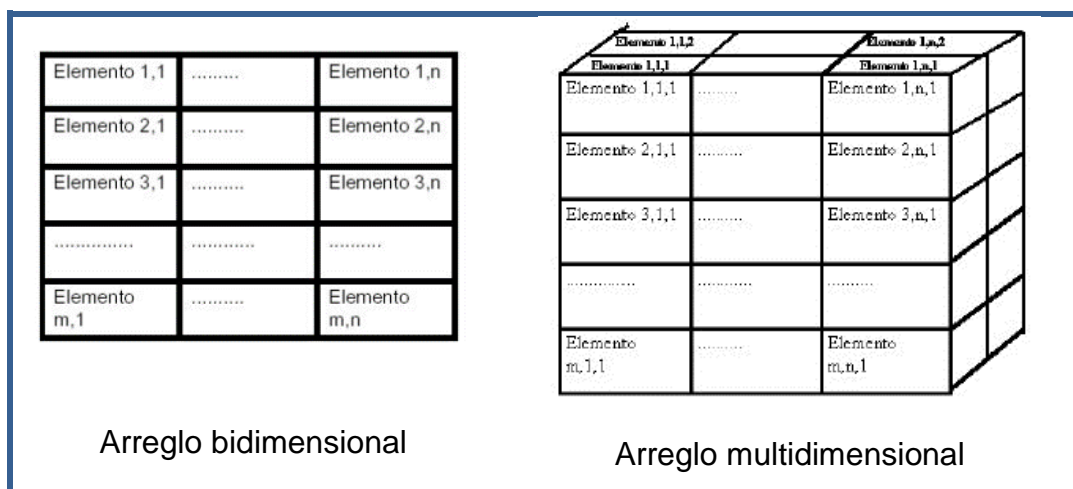 Elemento 1,1 ......... Elemento 1,n
Elemento 2,1 .......... Elemento 2,n
Elemento 3,1 .......... Elemento 3,n
............... ............ ..........
Elemento .......... Elemento
m,1 m,n
Arreglo bidimensional
Elemento 1,1,2 Elemento 1,n,2
Elemento 1,1,1 Elemento 1,n,1
Elemento 1,1,1 ......... Elemento 1,n,1
Elemento 2,1,1 .......... Elemento 2,n,1
Elemento 3,1,1 .......... Elemento 3,n,1
............... ............ ..........
Elemento .......... Elemento
m,1,1 m,n,1
Arreglo multidimensional